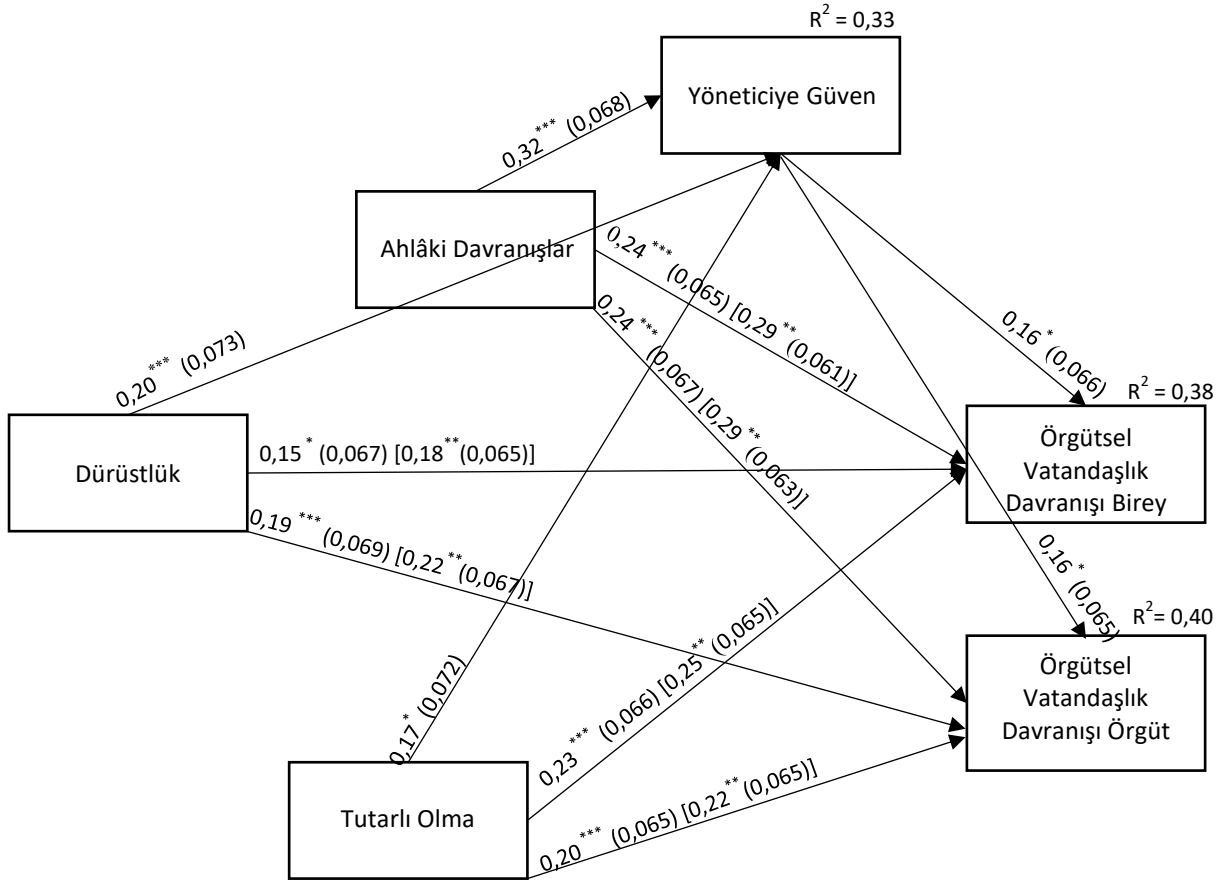 R² = 0,33
Yöneticiye Güven
0,32*** (0,068)
Ahlâki Davranışlar
0,24*** (0,065) [0,29** (0,061)]
0,24*** (0,067) [0,29** (0,063)]
0,16* (0,066)
0,20*** (0,073)
R² = 0,38
Örgütsel
Vatandaşlık
Davranışı Birey
Dürüstlük
0,15* (0,067) [0,18** (0,065)]
0,19*** (0,069) [0,22** (0,067)]
0,16* (0,065)
R² = 0,40
Örgütsel
Vatandaşlık
Davranışı Örgüt
0,17* (0,072)
0,23*** (0,066) [0,25** (0,065)]
Tutarlı Olma
0,20*** (0,065) [0,22** (0,065)]